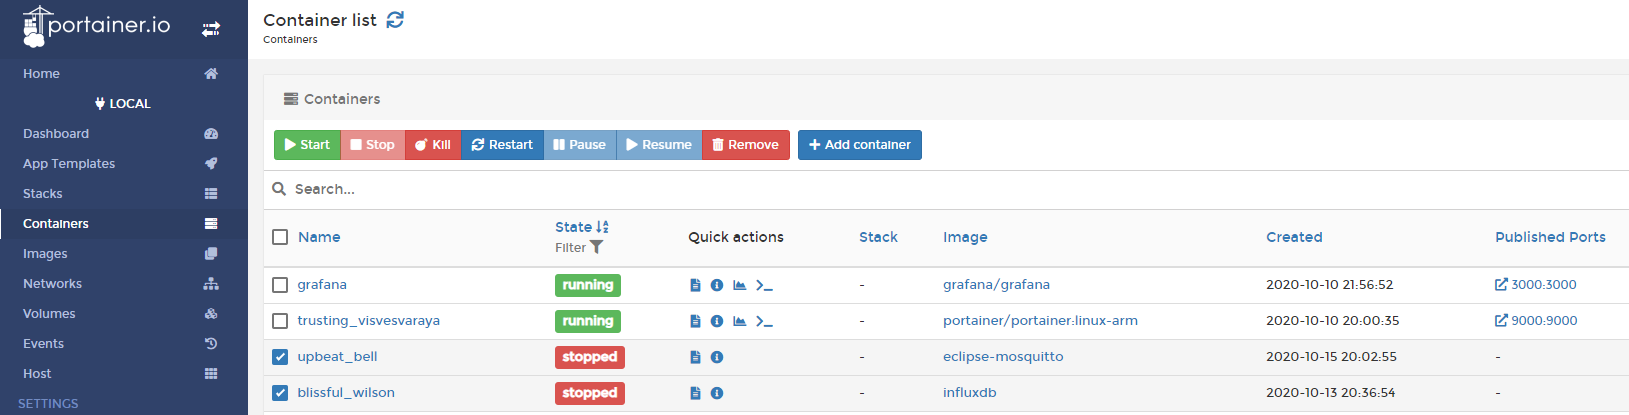 portainer.io
Home
LOCAL
Dashboard
App Templates
Stacks
Containers
Images
Networks
Volumes
Events
Host
SETTINGS
Container list
Containers
Containers
Start Stop Kill Restart Pause Resume Remove Add container
Search...
Name State Filter Quick actions Stack Image Created Published Ports
grafana running - grafana/grafana 2020-10-10 21:56:52 3000:3000
trusting_visvesvaraya running - portainer/portainer:linux-arm 2020-10-10 20:00:35 9000:9000
upbeat_bell stopped - eclipse-mosquitto 2020-10-15 20:02:55 -
blissful_wilson stopped - influxdb 2020-10-13 20:36:54 -